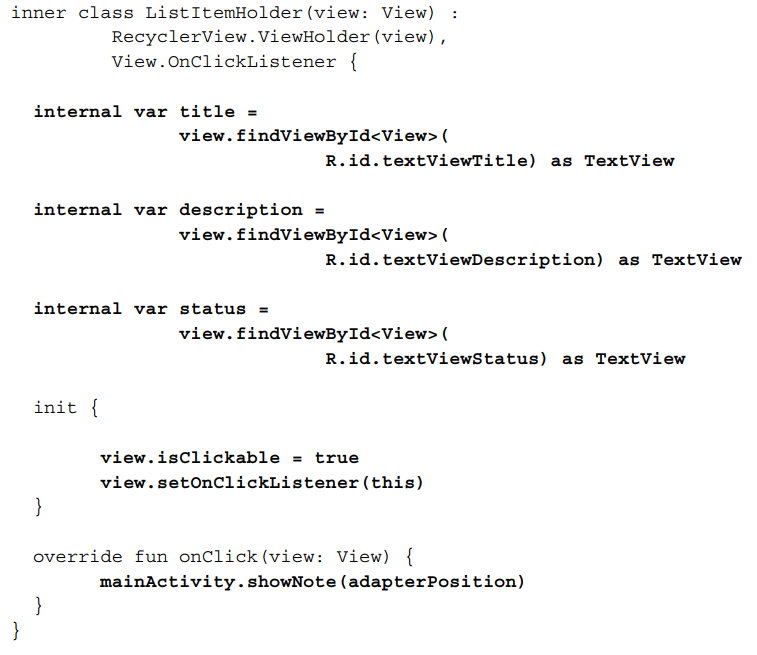 inner class ListItemHolder(view: View) :
RecyclerView.ViewHolder(view),
View.OnClickListener {
internal var title =
view.findViewById<View>(
R.id.textViewTitle) as TextView
internal var description =
view.findViewById<View>(
R.id.textViewDescription) as TextView
internal var status =
view.findViewById<View>(
R.id.textViewStatus) as TextView
init {
view.isClickable = true
view.setOnClickListener(this)
}
override fun onClick(view: View) {
mainActivity.showNote(adapterPosition)
}
}